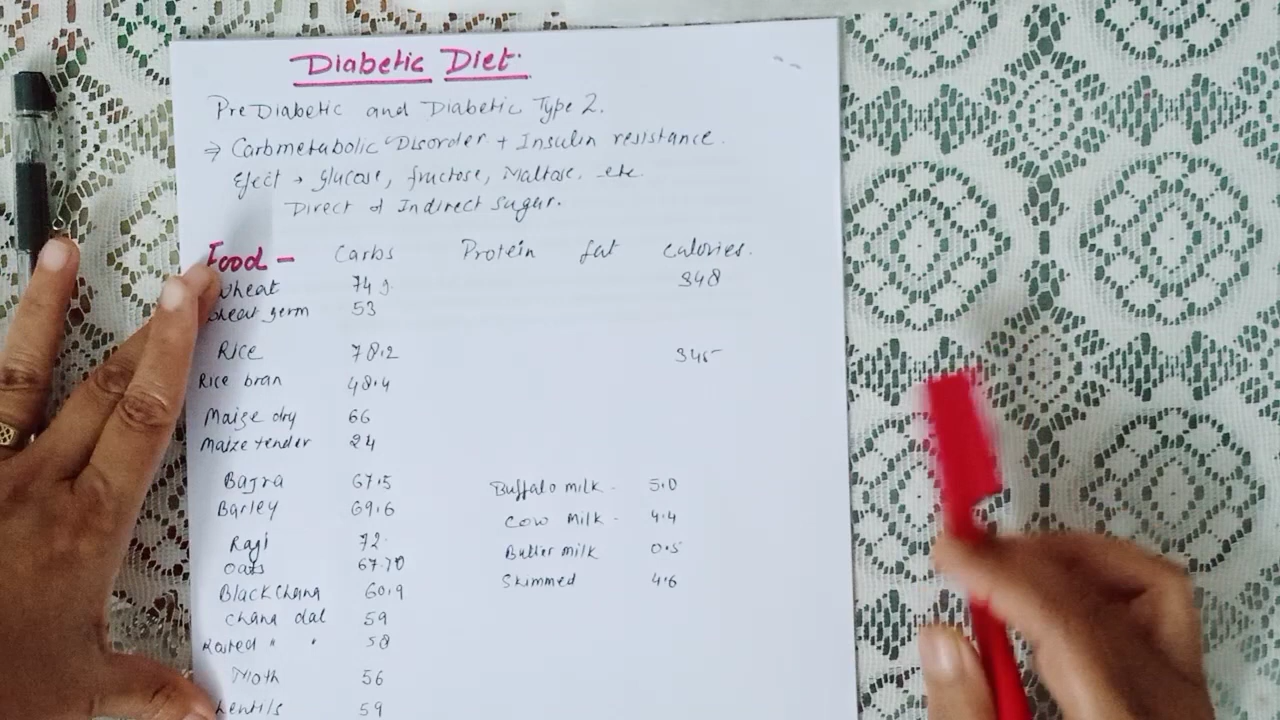 Diabetic Diet.
Pre Diabetic and Diabetic Type 2.
⇒ Carbmetabolic Disorder + Insulin resistance.
Efect → glucose, fructose, Maltose, etc
Direct & Indirect sugar.
Food - Carbs Protein fat calories.
wheat 74 g. 348
wheat germ 53
Rice 78.2 345
Rice bran 48.4
Maize dry 66
Maize tender 24
Bajra 67.5
Barley 69.6
Ragi 72.
Oats 67.70
Black Chana 60.9
Chana dal 59
" " 58
Moth 56
Lentils 59
Buffalo milk - 5.0
Cow milk - 4.4
Butter milk 0.5
Skimmed 4.6